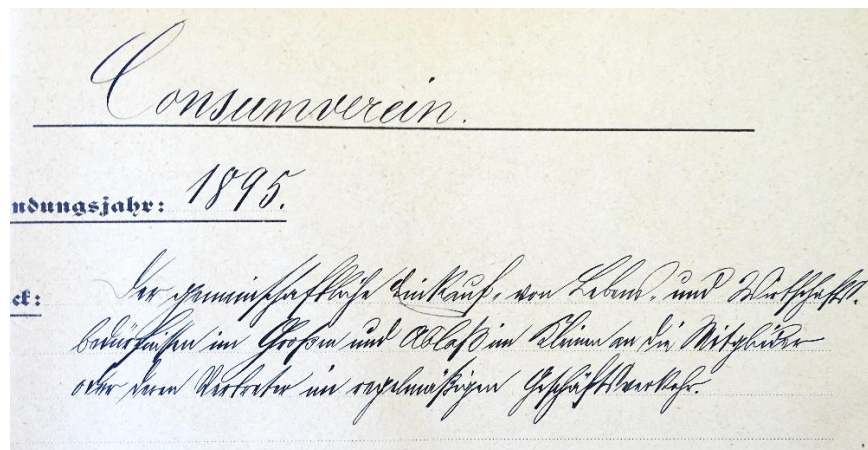 Consumverein.
ndungsjahr: 1895.
ck: Der gemeinschaftliche Einkauf von Lebens- und Wirthschafts-
bedürfnissen im Großen und Ablaß im Kleinen an die Mitglieder
oder deren Vertreter im regelmäßigen Geschäftsverkehr.